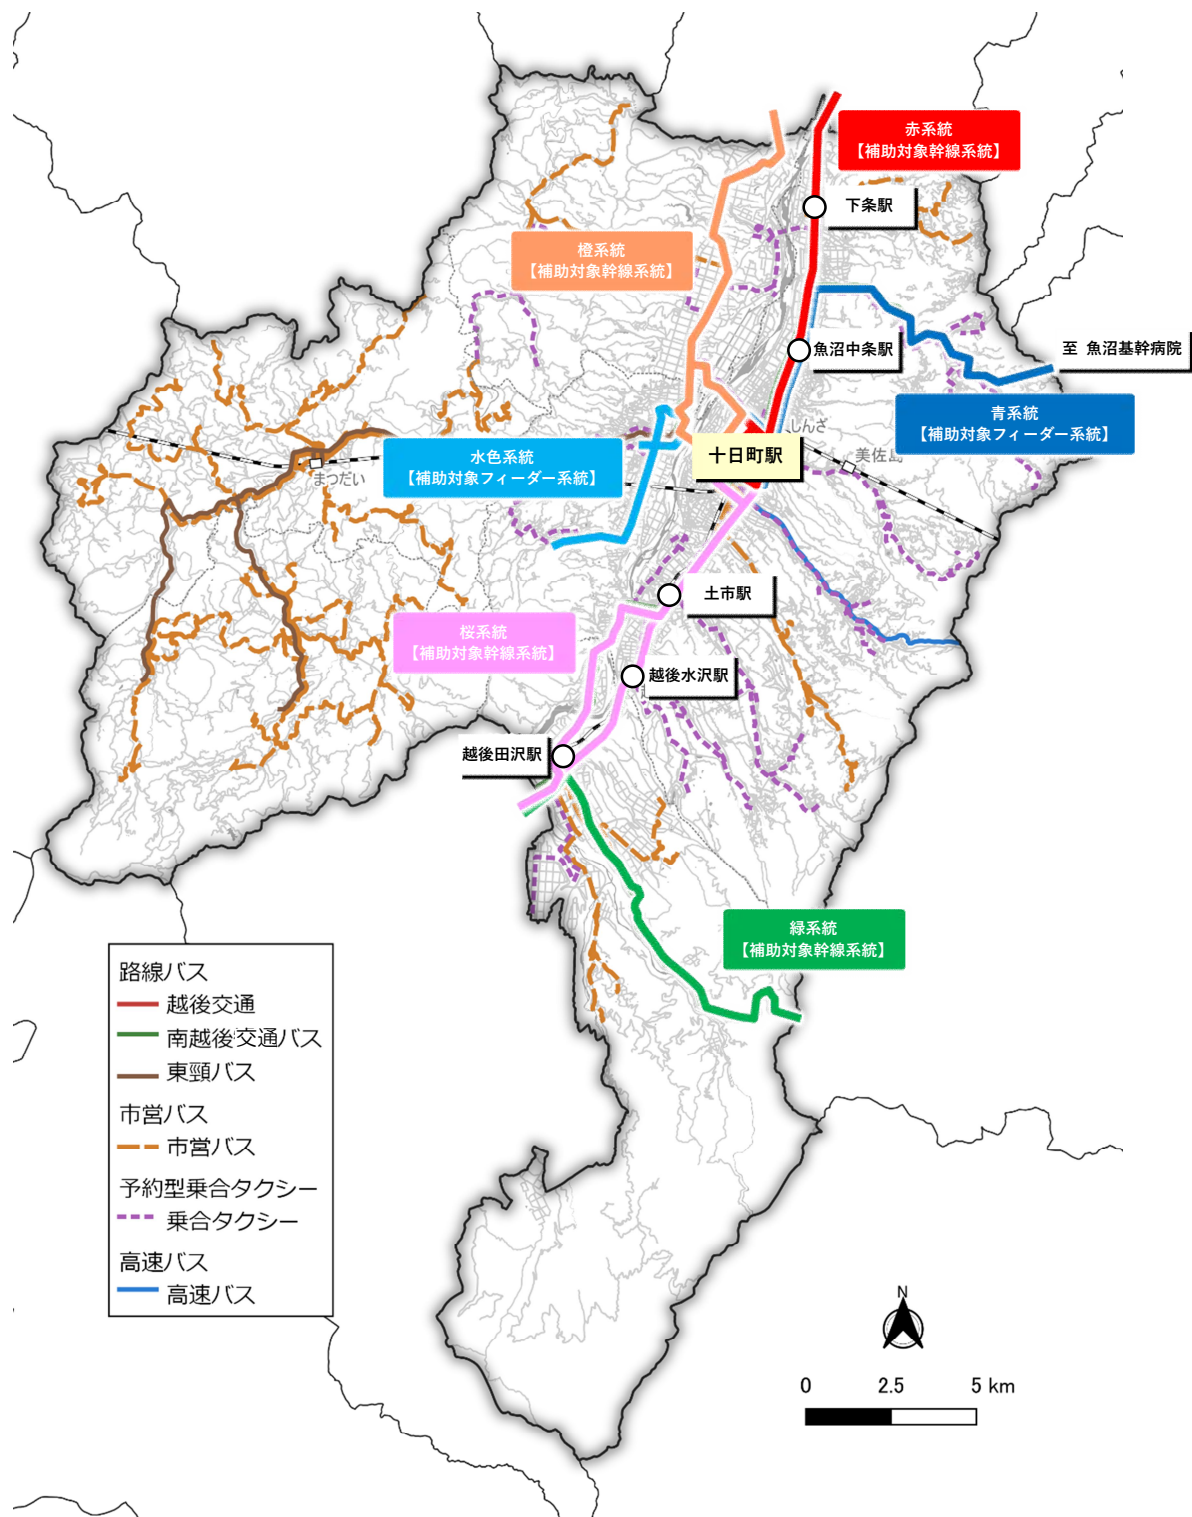 赤系統
【補助対象幹線系統】
下条駅
橙系統
【補助対象幹線系統】
魚沼中条駅
至 魚沼基幹病院
青系統
【補助対象フィーダー系統】
しんざ
美佐島
水色系統
【補助対象フィーダー系統】
十日町駅
まつだい
土市駅
桜系統
【補助対象幹線系統】
越後水沢駅
越後田沢駅
緑系統
【補助対象幹線系統】
路線バス
越後交通
南越後交通バス
東頸バス
市営バス
市営バス
予約型乗合タクシー
乗合タクシー
高速バス
高速バス
N
0 2.5 5 km